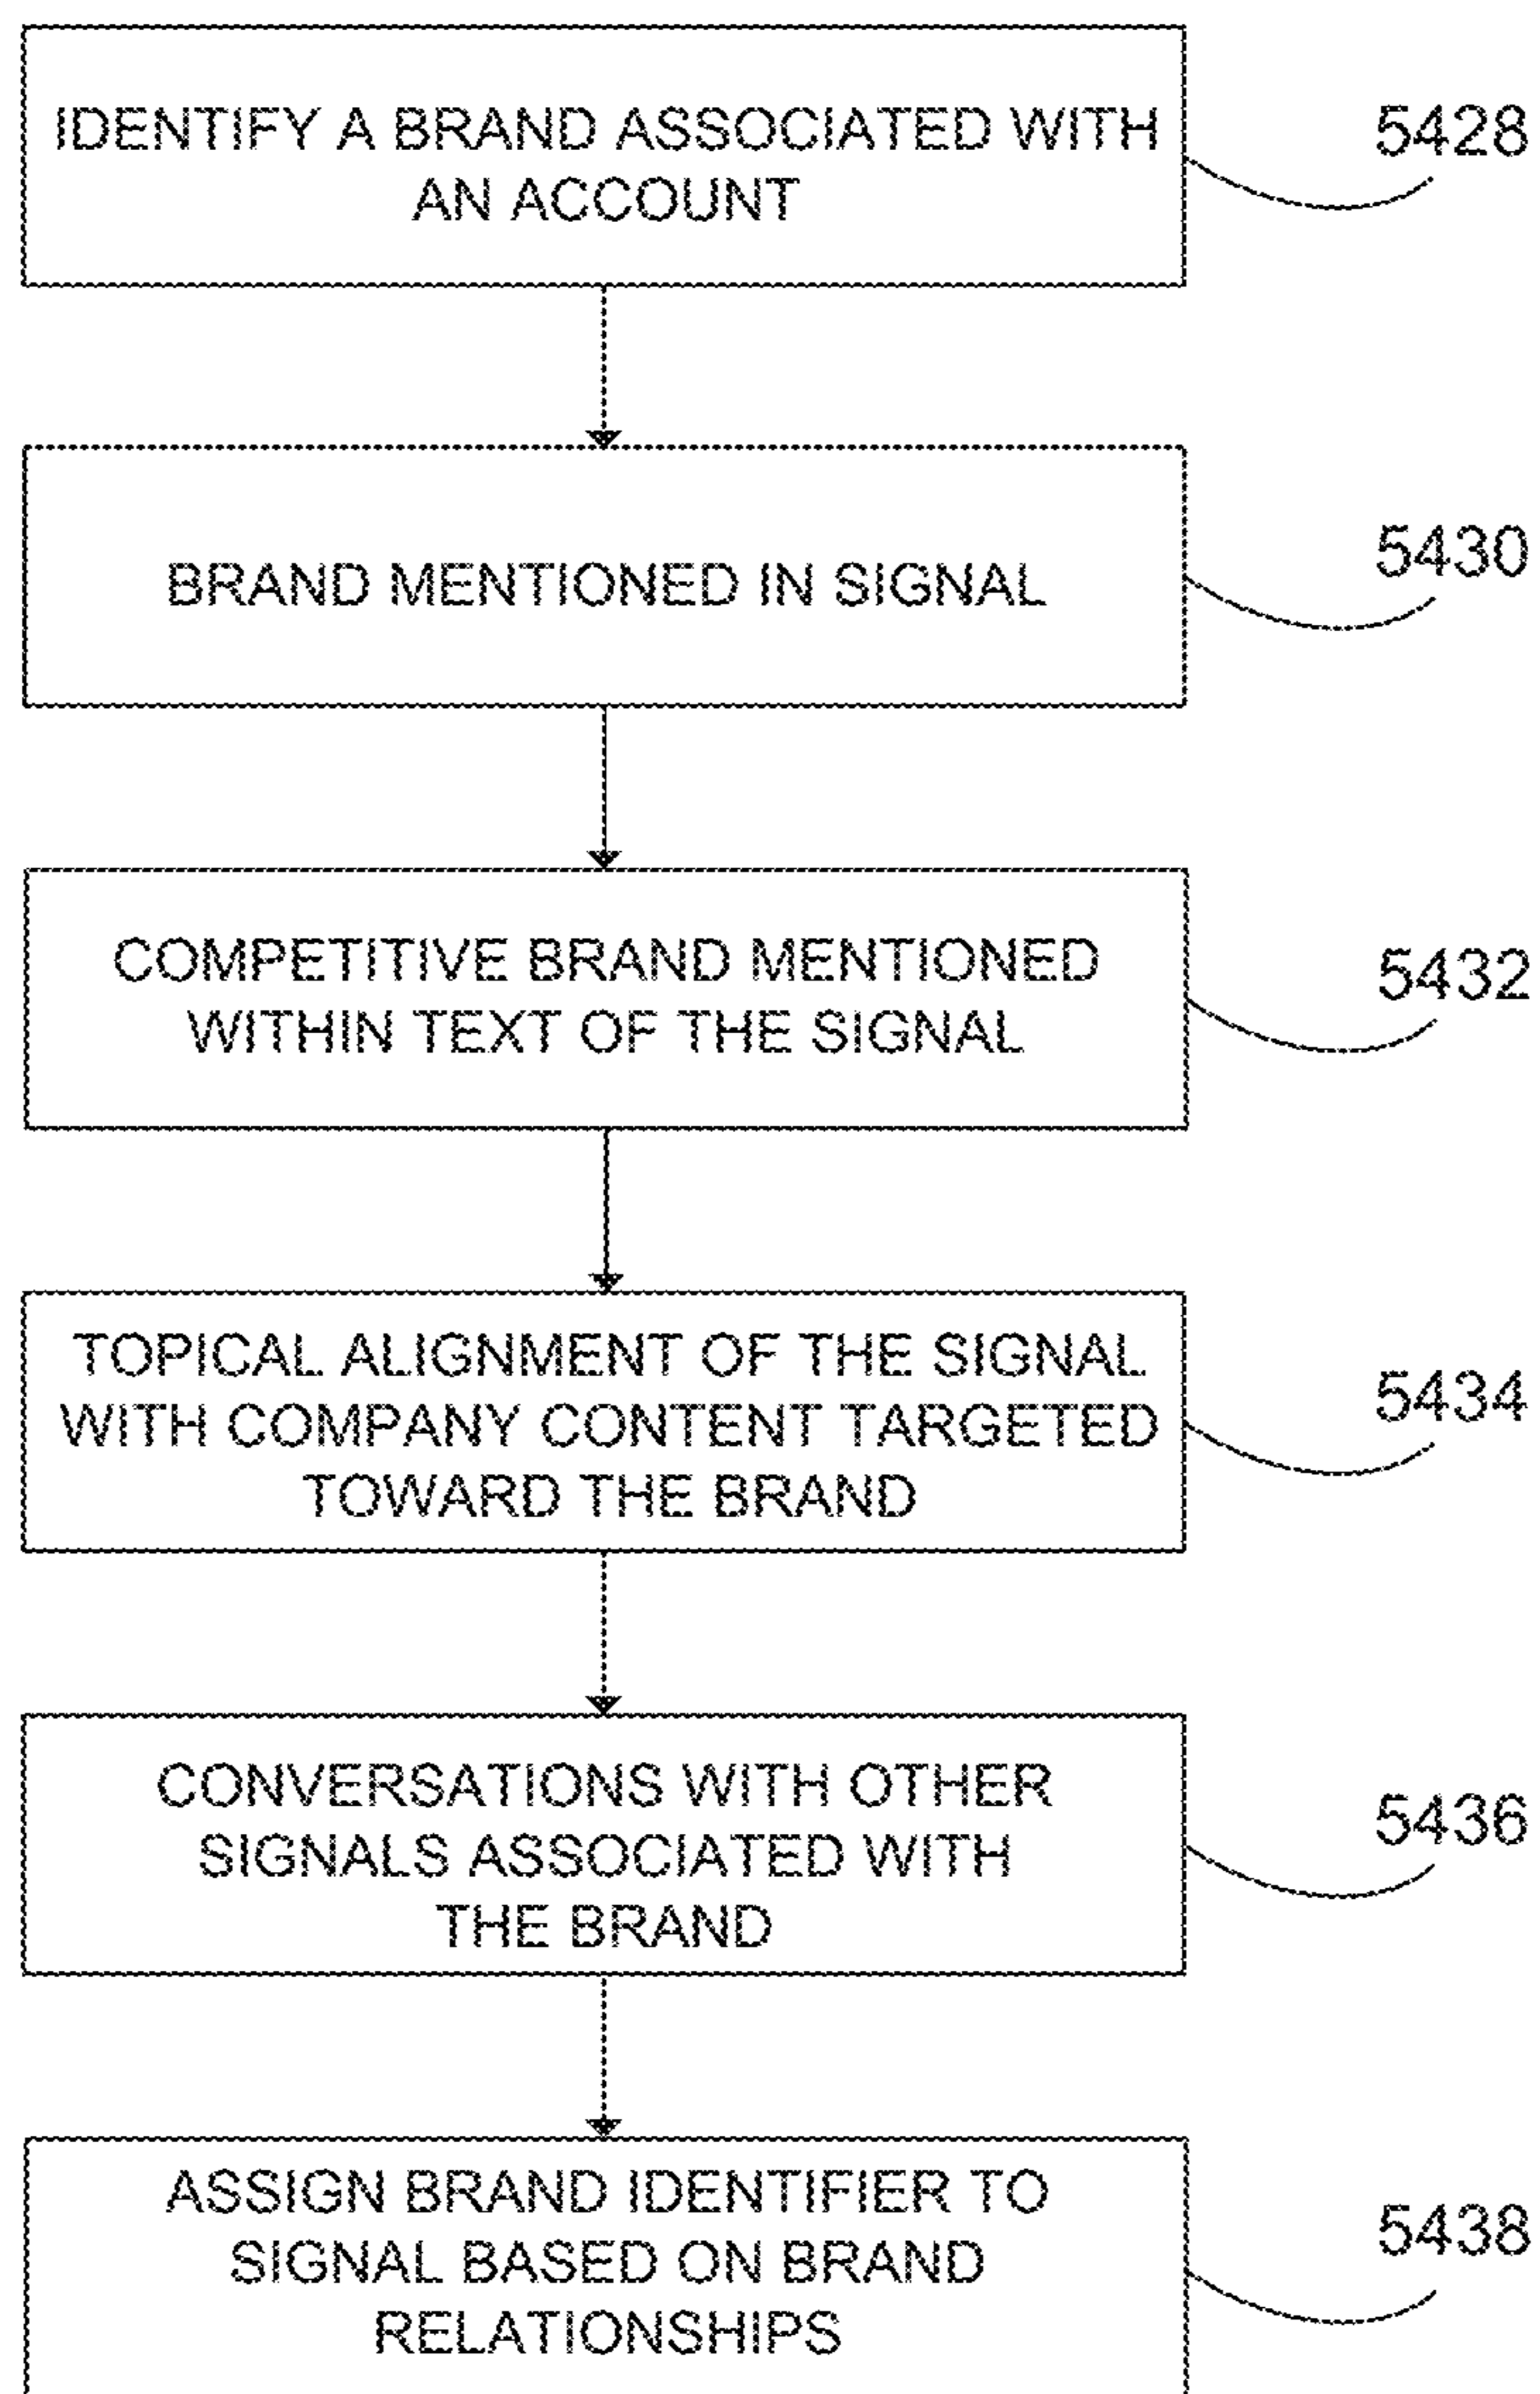 IDENTIFY A BRAND ASSOCIATED WITH
AN ACCOUNT
5428
BRAND MENTIONED IN SIGNAL
5430
COMPETITIVE BRAND MENTIONED
WITHIN TEXT OF THE SIGNAL
5432
TOPICAL ALIGNMENT OF THE SIGNAL
WITH COMPANY CONTENT TARGETED
TOWARD THE BRAND
5434
CONVERSATIONS WITH OTHER
SIGNALS ASSOCIATED WITH
THE BRAND
5436
ASSIGN BRAND IDENTIFIER TO
SIGNAL BASED ON BRAND
RELATIONSHIPS
5438